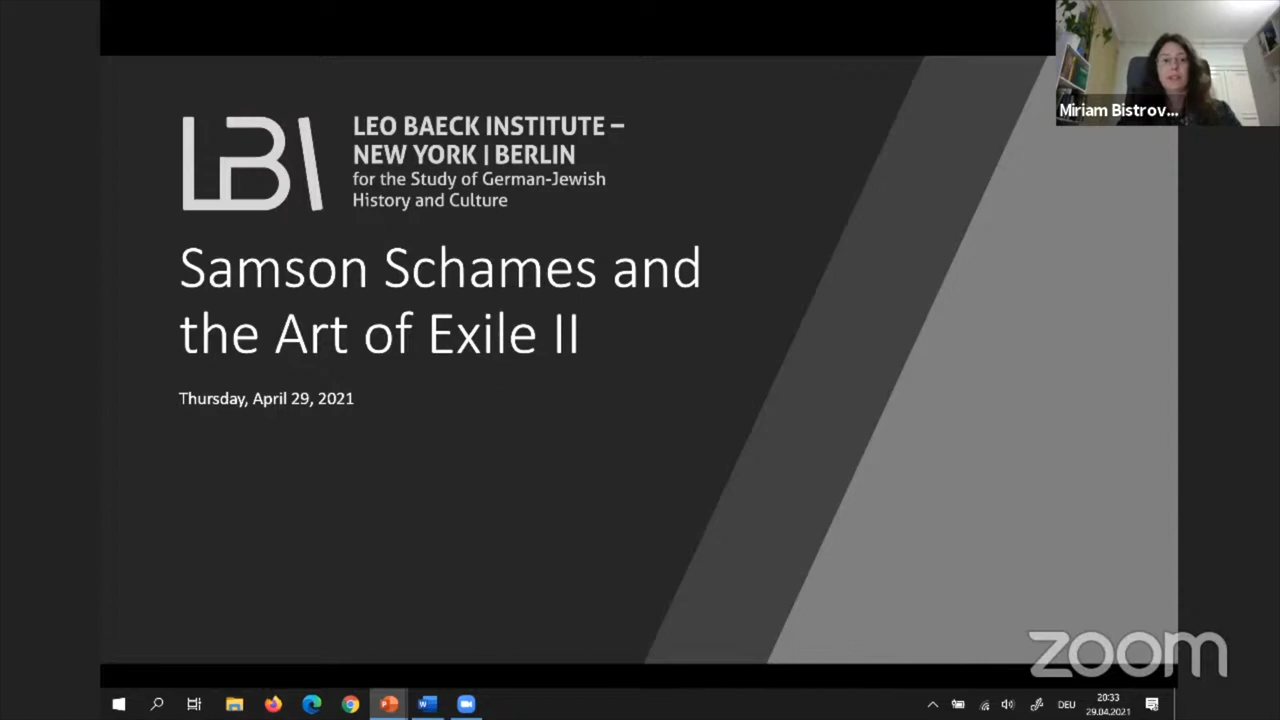 Miriam Bistrov...
LBI
LEO BAECK INSTITUTE –
NEW YORK | BERLIN
for the Study of German-Jewish
History and Culture
Samson Schames and
the Art of Exile II
Thursday, April 29, 2021
zoom
DEU
20:33
29.04.2021